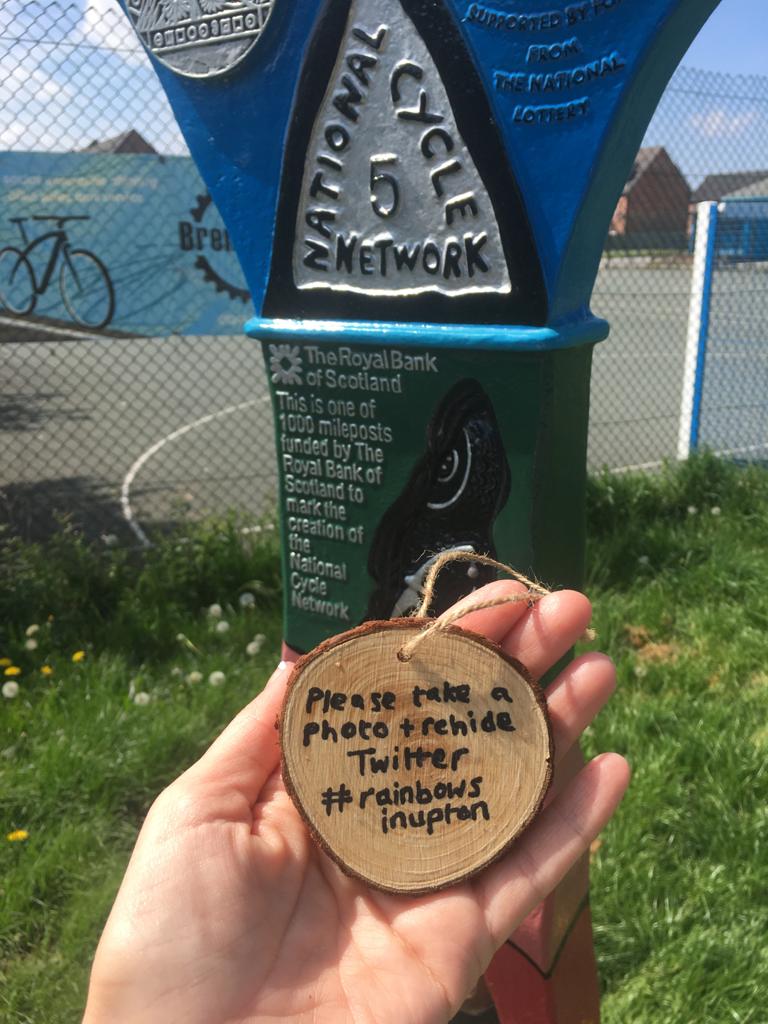 SUPPORTED BY
FROM
THE NATIONAL
LOTTERY
NATIONAL
CYCLE
5
NETWORK
The Royal Bank
of Scotland
This is one of
1000 mileposts
funded by The
Royal Bank of
Scotland to
mark the
creation of
the
National
Cycle
Network
Please take a
photo + rehide
Twitter
# rainbows
inupton